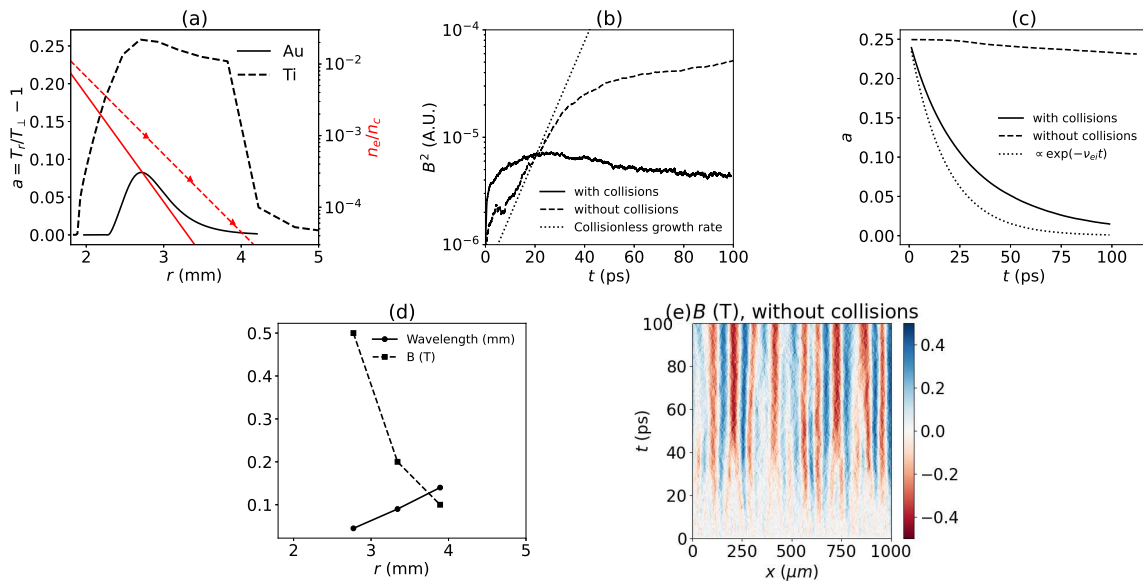 (a)
a = Tr/T⊥ − 1
0.25
0.20
0.15
0.10
0.05
0.00
Au
Ti
10⁻²
10⁻³
10⁻⁴
ne/nc
2
3
4
5
r (mm)
(b)
B² (A.U.)
10⁻⁴
10⁻⁵
10⁻⁶
with collisions
without collisions
Collisionless growth rate
0
20
40
60
80
100
t (ps)
(c)
a
0.25
0.20
0.15
0.10
0.05
0.00
with collisions
without collisions
∝ exp(−νeit)
0
25
50
75
100
t (ps)
(d)
0.5
0.4
0.3
0.2
0.1
Wavelength (mm)
B (T)
2
3
4
5
r (mm)
(e) B (T), without collisions
t (ps)
100
80
60
40
20
0
0
250
500
750
1000
x (μm)
0.4
0.2
0.0
−0.2
−0.4